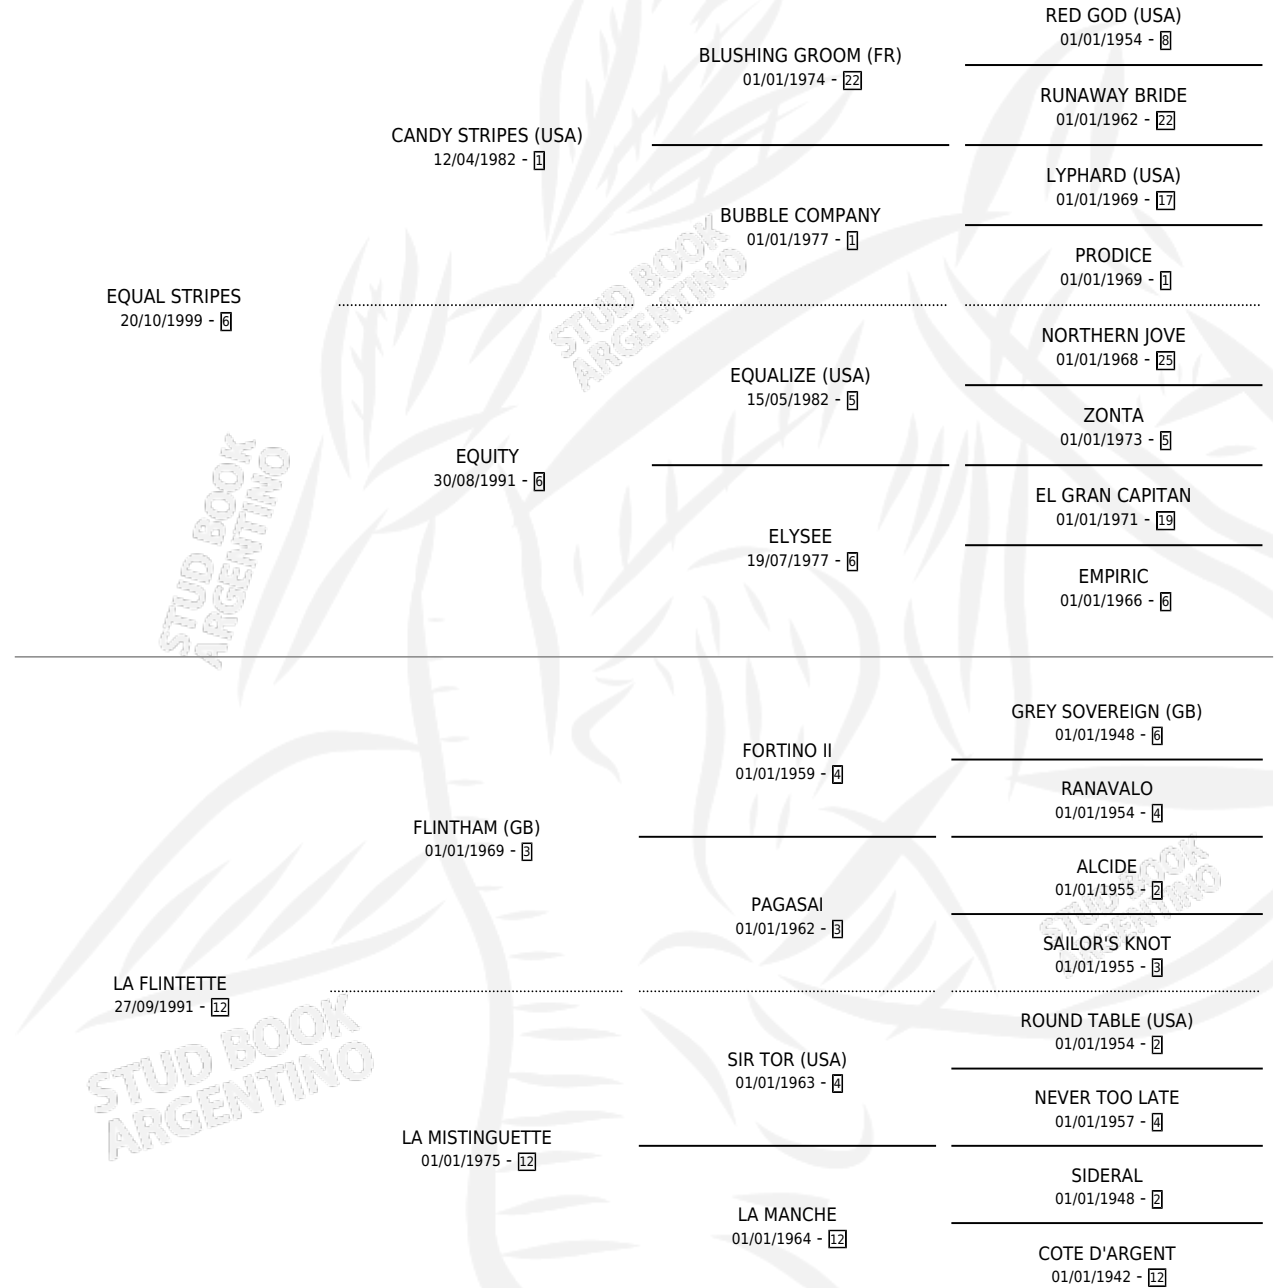 RED GOD (USA)
01/01/1954 - 8
BLUSHING GROOM (FR)
01/01/1974 - 22
RUNAWAY BRIDE
01/01/1962 - 22
CANDY STRIPES (USA)
12/04/1982 - 1
LYPHARD (USA)
01/01/1969 - 17
BUBBLE COMPANY
01/01/1977 - 1
PRODICE
01/01/1969 - 1
EQUAL STRIPES
20/10/1999 - 6
STUD BOOK
ARGENTINO
NORTHERN JOVE
01/01/1968 - 25
EQUALIZE (USA)
15/05/1982 - 5
ZONTA
01/01/1973 - 5
EQUITY
30/08/1991 - 6
EL GRAN CAPITAN
01/01/1971 - 19
ELYSEE
19/07/1977 - 6
EMPIRIC
01/01/1966 - 6
STUD BOOK
ARGENTINO
GREY SOVEREIGN (GB)
01/01/1948 - 6
FORTINO II
01/01/1959 - 4
RANAVALO
01/01/1954 - 4
FLINTHAM (GB)
01/01/1969 - 3
ALCIDE
01/01/1955 - 2
PAGASAI
01/01/1962 - 3
SAILOR'S KNOT
01/01/1955 - 3
STUD BOOK
ARGENTINO
LA FLINTETTE
27/09/1991 - 12
ROUND TABLE (USA)
01/01/1954 - 2
SIR TOR (USA)
01/01/1963 - 4
NEVER TOO LATE
01/01/1957 - 4
STUD BOOK
ARGENTINO
LA MISTINGUETTE
01/01/1975 - 12
SIDERAL
01/01/1948 - 2
LA MANCHE
01/01/1964 - 12
COTE D'ARGENT
01/01/1942 - 12